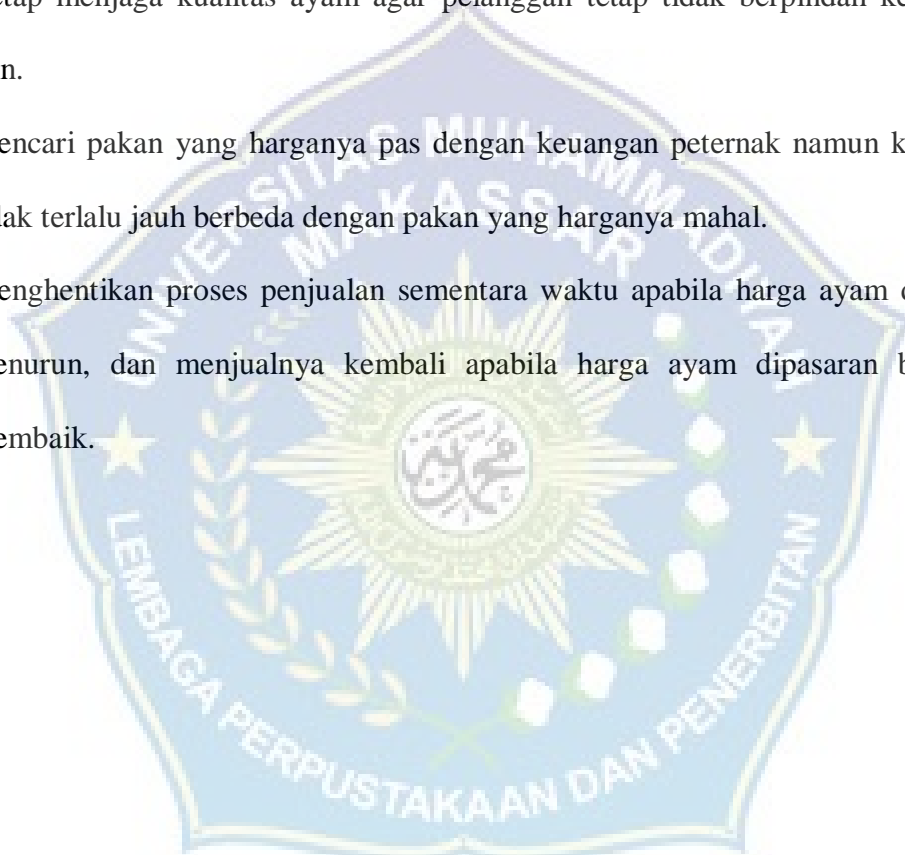 tap menjaga kualitas ayam agar pelanggan tetap tidak berpindah ke
n.
encari pakan yang harganya pas dengan keuangan peternak namun k
lak terlalu jauh berbeda dengan pakan yang harganya mahal.
enghentikan proses penjualan sementara waktu apabila harga ayam
enurun, dan menjualnya kembali apabila harga ayam dipasaran b
embaik.
UNIVERSITAS MUHAMMADIYAH
MAKASSAR
LEMBAGA PERPUSTAKAAN DAN PENERBITAN